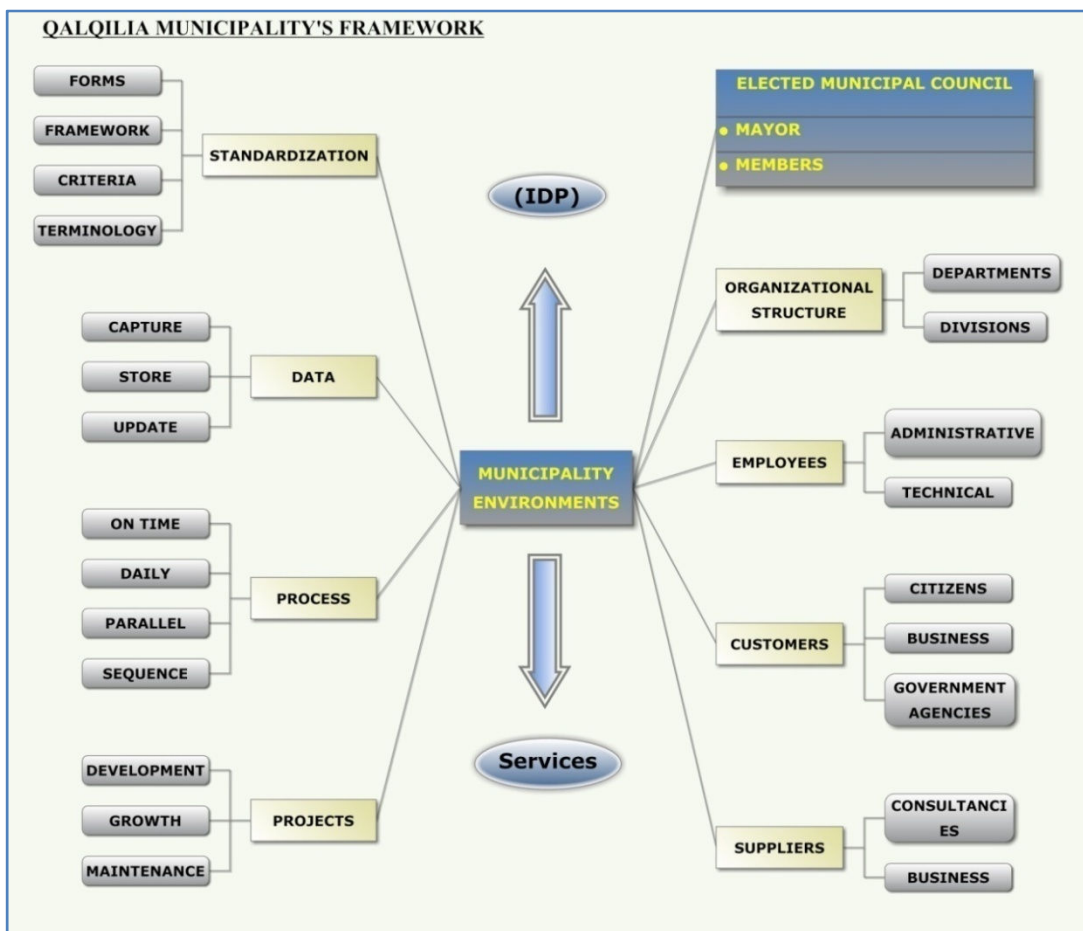 QALQILIA MUNICIPALITY'S FRAMEWORK
FORMS
FRAMEWORK
CRITERIA
TERMINOLOGY
STANDARDIZATION
CAPTURE
STORE
UPDATE
DATA
ON TIME
DAILY
PARALLEL
SEQUENCE
PROCESS
DEVELOPMENT
GROWTH
MAINTENANCE
PROJECTS
(IDP)
MUNICIPALITY
ENVIRONMENTS
Services
ELECTED MUNICIPAL COUNCIL
• MAYOR
• MEMBERS
ORGANIZATIONAL
STRUCTURE
DEPARTMENTS
DIVISIONS
EMPLOYEES
ADMINISTRATIVE
TECHNICAL
CUSTOMERS
CITIZENS
BUSINESS
GOVERNMENT
AGENCIES
SUPPLIERS
CONSULTANCI
ES
BUSINESS